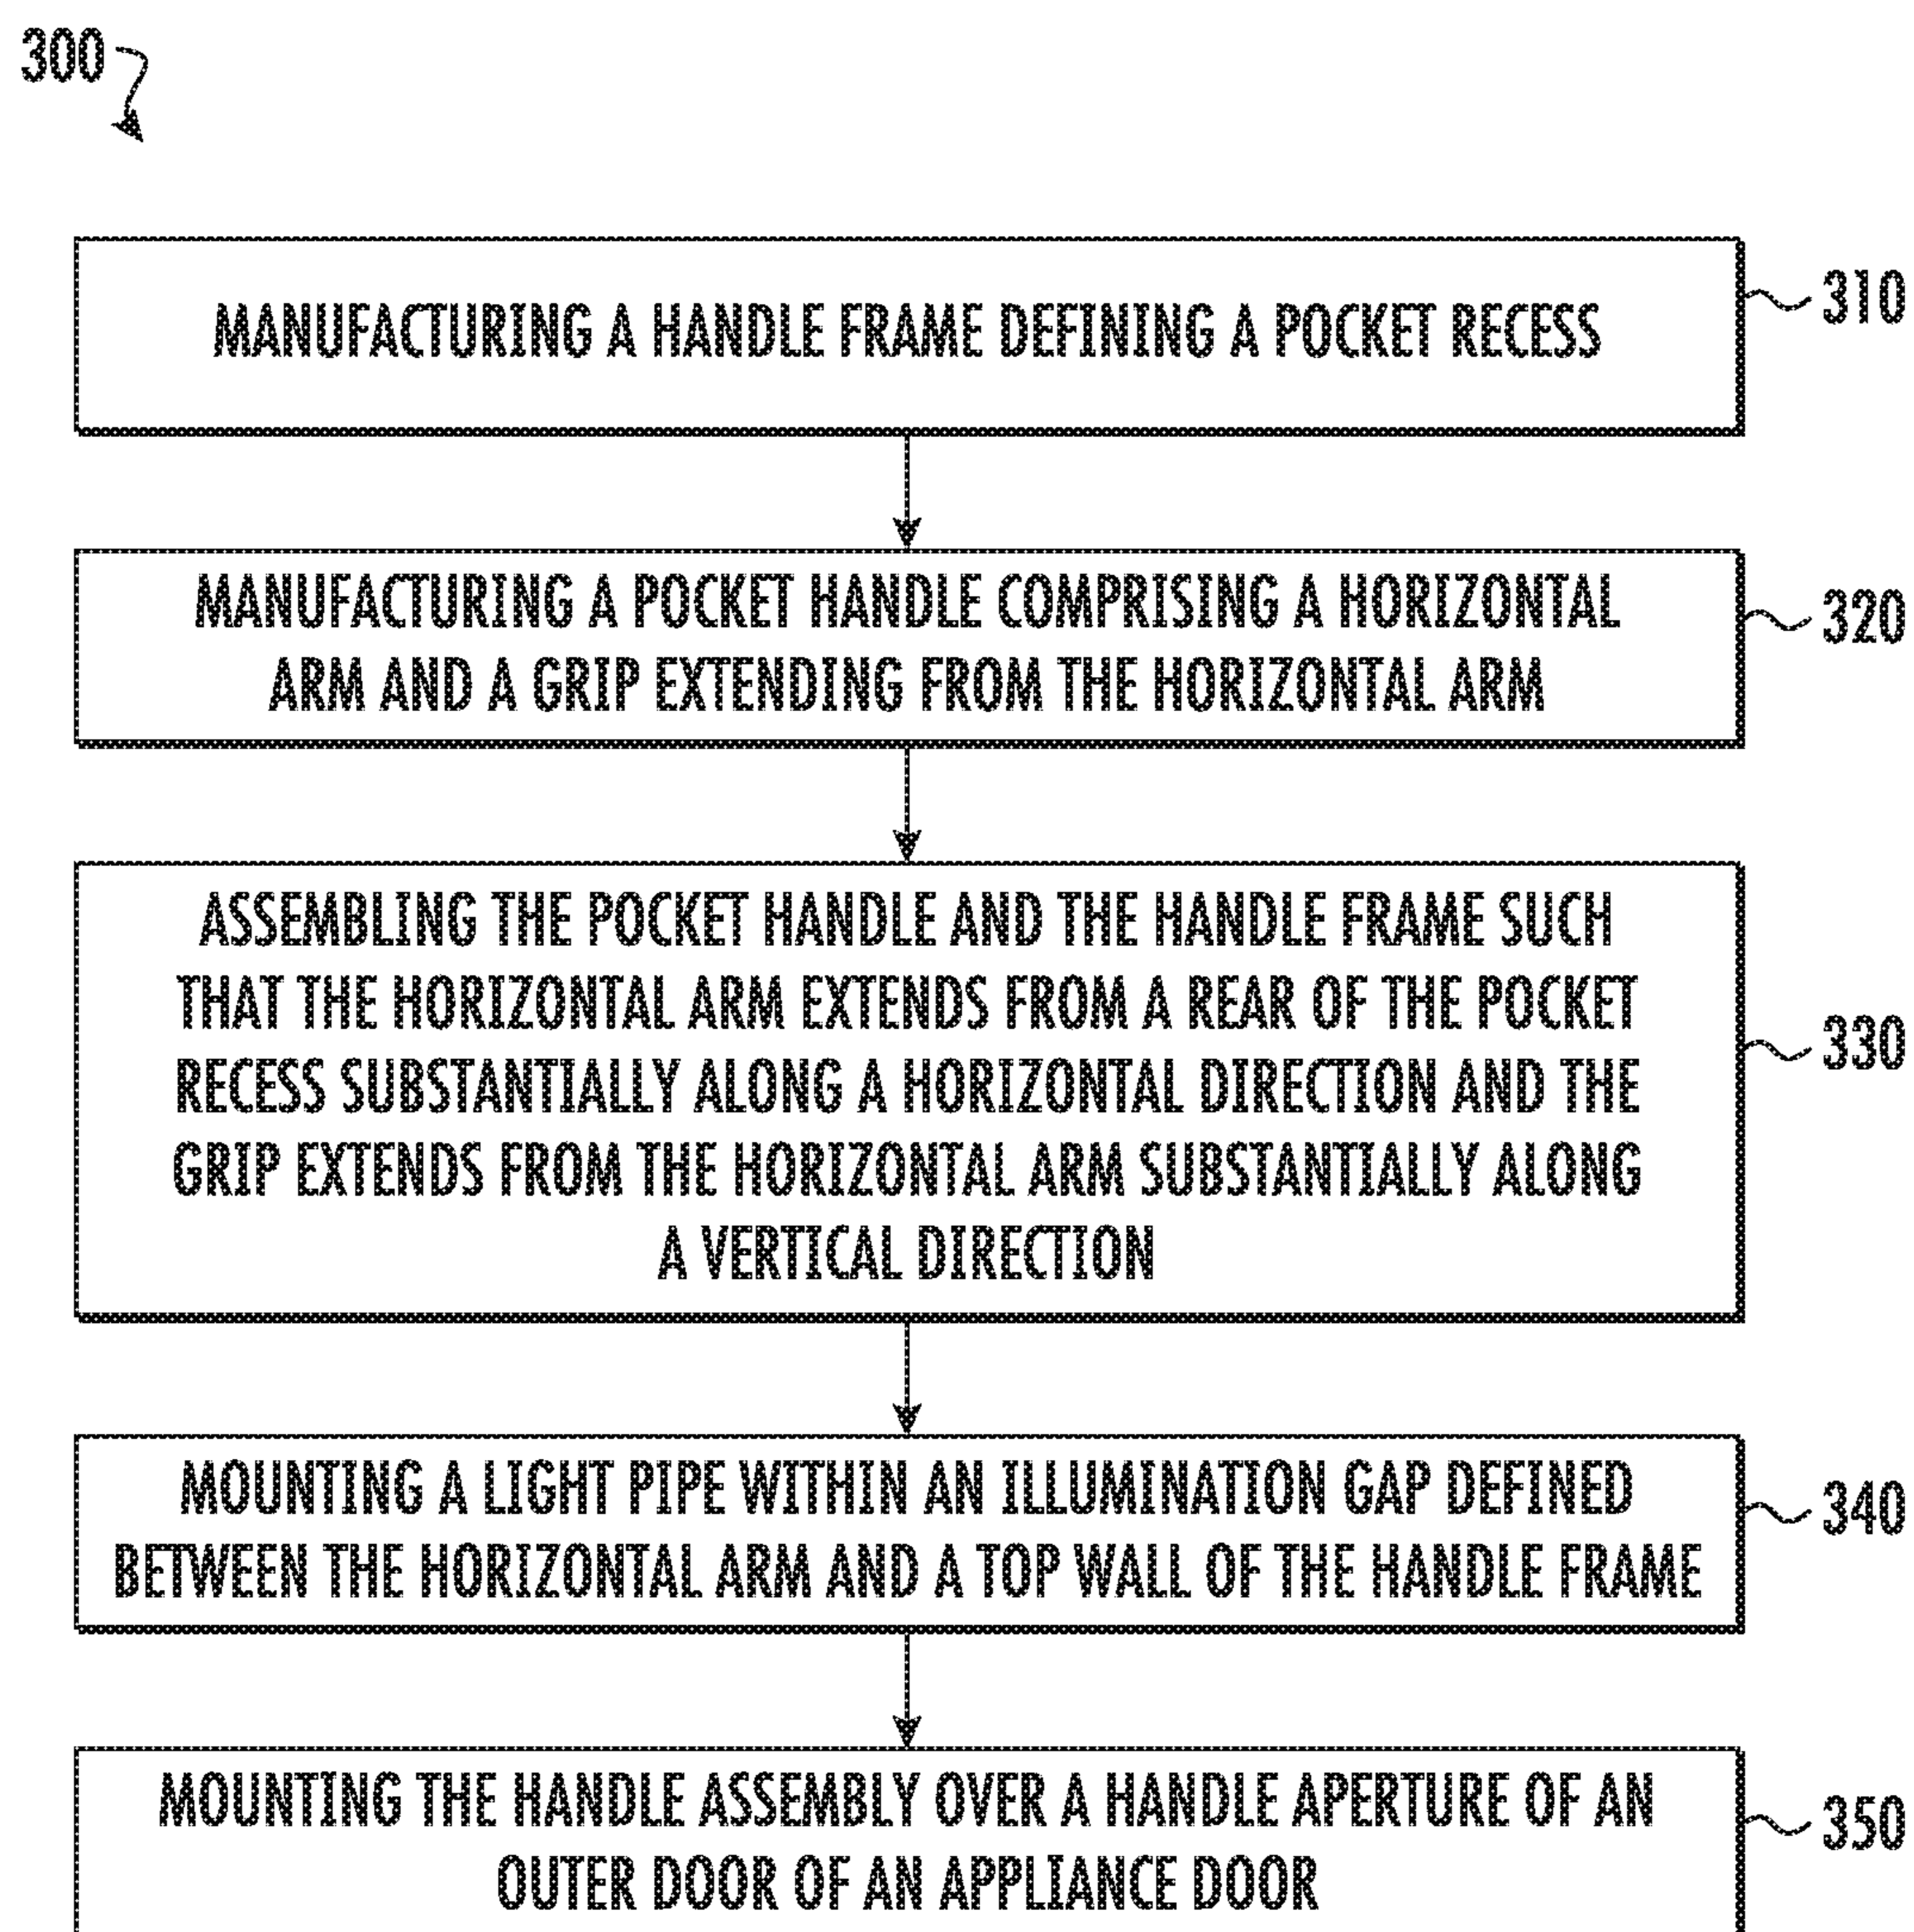 300
MANUFACTURING A HANDLE FRAME DEFINING A POCKET RECESS
310
MANUFACTURING A POCKET HANDLE COMPRISING A HORIZONTAL
ARM AND A GRIP EXTENDING FROM THE HORIZONTAL ARM
320
ASSEMBLING THE POCKET HANDLE AND THE HANDLE FRAME SUCH
THAT THE HORIZONTAL ARM EXTENDS FROM A REAR OF THE POCKET
RECESS SUBSTANTIALLY ALONG A HORIZONTAL DIRECTION AND THE
GRIP EXTENDS FROM THE HORIZONTAL ARM SUBSTANTIALLY ALONG
A VERTICAL DIRECTION
330
MOUNTING A LIGHT PIPE WITHIN AN ILLUMINATION GAP DEFINED
BETWEEN THE HORIZONTAL ARM AND A TOP WALL OF THE HANDLE FRAME
340
MOUNTING THE HANDLE ASSEMBLY OVER A HANDLE APERTURE OF AN
OUTER DOOR OF AN APPLIANCE DOOR
350